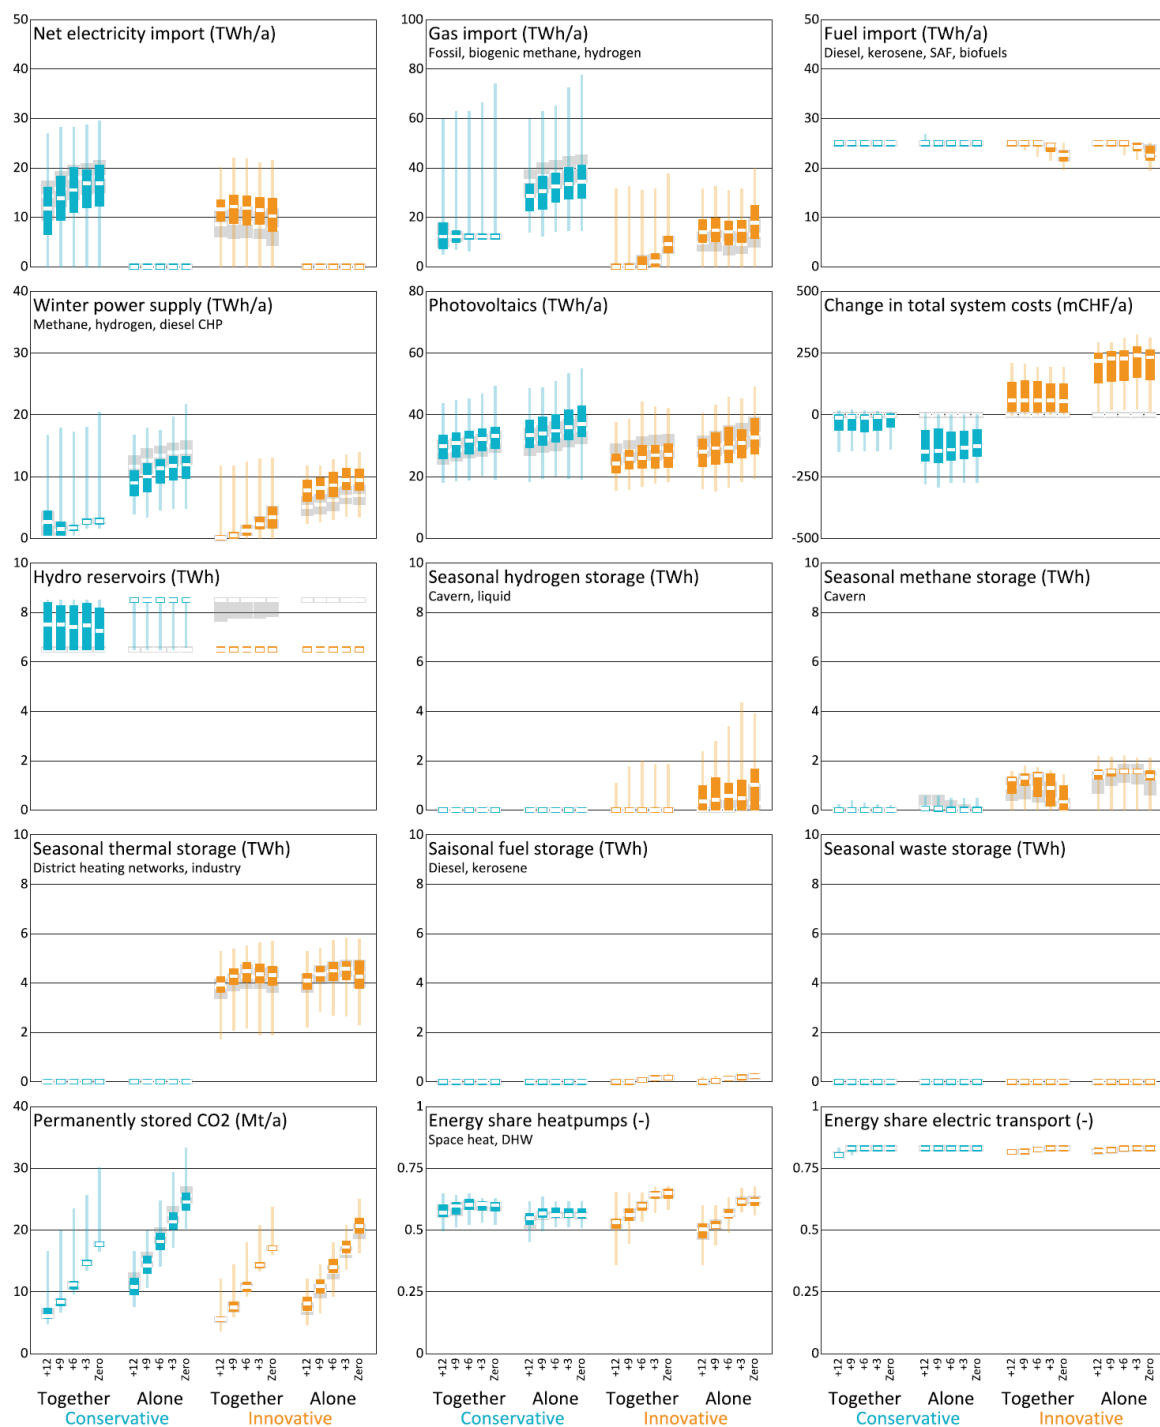 Net electricity import (TWh/a)
50
40
30
20
10
0
Gas import (TWh/a)
Fossil, biogenic methane, hydrogen
100
80
60
40
20
0
Fuel import (TWh/a)
Diesel, kerosene, SAF, biofuels
50
40
30
20
10
0
Winter power supply (TWh/a)
Methane, hydrogen, diesel CHP
40
30
20
10
0
Photovoltaics (TWh/a)
80
60
40
20
0
Change in total system costs (mCHF/a)
500
250
0
-250
-500
Hydro reservoirs (TWh)
10
8
6
4
2
0
Seasonal hydrogen storage (TWh)
Cavern, liquid
10
8
6
4
2
0
Seasonal methane storage (TWh)
Cavern
10
8
6
4
2
0
Seasonal thermal storage (TWh)
District heating networks, industry
10
8
6
4
2
0
Saisonal fuel storage (TWh)
Diesel, kerosene
10
8
6
4
2
0
Seasonal waste storage (TWh)
10
8
6
4
2
0
Permanently stored CO2 (Mt/a)
40
30
20
10
0
Energy share heatpumps (-)
Space heat, DHW
1
0.75
0.5
0.25
0
Energy share electric transport (-)
1
0.75
0.5
0.25
0
+12 +9 +6 +3 Zero +12 +9 +6 +3 Zero +12 +9 +6 +3 Zero +12 +9 +6 +3 Zero
Together Alone Together Alone
Conservative Innovative
+12 +9 +6 +3 Zero +12 +9 +6 +3 Zero +12 +9 +6 +3 Zero +12 +9 +6 +3 Zero
Together Alone Together Alone
Conservative Innovative
+12 +9 +6 +3 Zero +12 +9 +6 +3 Zero +12 +9 +6 +3 Zero +12 +9 +6 +3 Zero
Together Alone Together Alone
Conservative Innovative